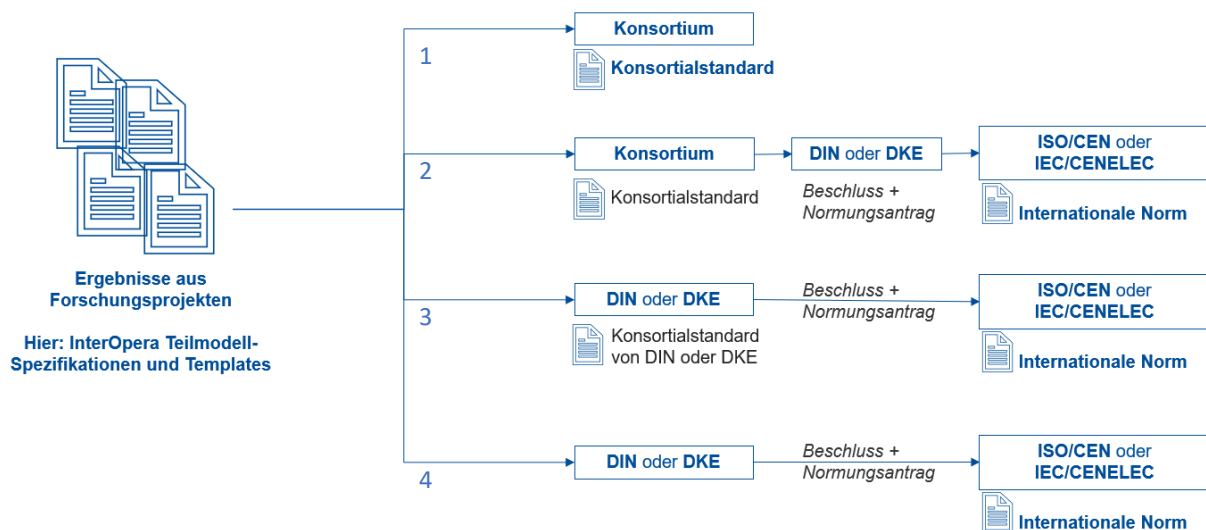 Ergebnisse aus
Forschungsprojekten
Hier: InterOpera Teilmodell-
Spezifikationen und Templates
1
Konsortium
Konsortialstandard
2
Konsortium
Konsortialstandard
DIN oder DKE
Beschluss +
Normungsantrag
ISO/CEN oder
IEC/CENELEC
Internationale Norm
3
DIN oder DKE
Konsortialstandard
von DIN oder DKE
Beschluss +
Normungsantrag
ISO/CEN oder
IEC/CENELEC
Internationale Norm
4
DIN oder DKE
Beschluss +
Normungsantrag
ISO/CEN oder
IEC/CENELEC
Internationale Norm